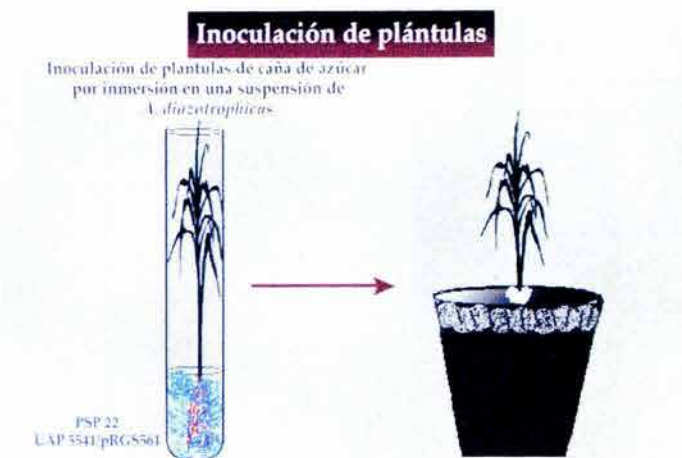 Inoculación de plántulas
Inoculación de plantulas de caña de azúcar
por inmersión en una suspensión de
A. diazotrophicus
PSP 22
UAP 5541/pRGS561